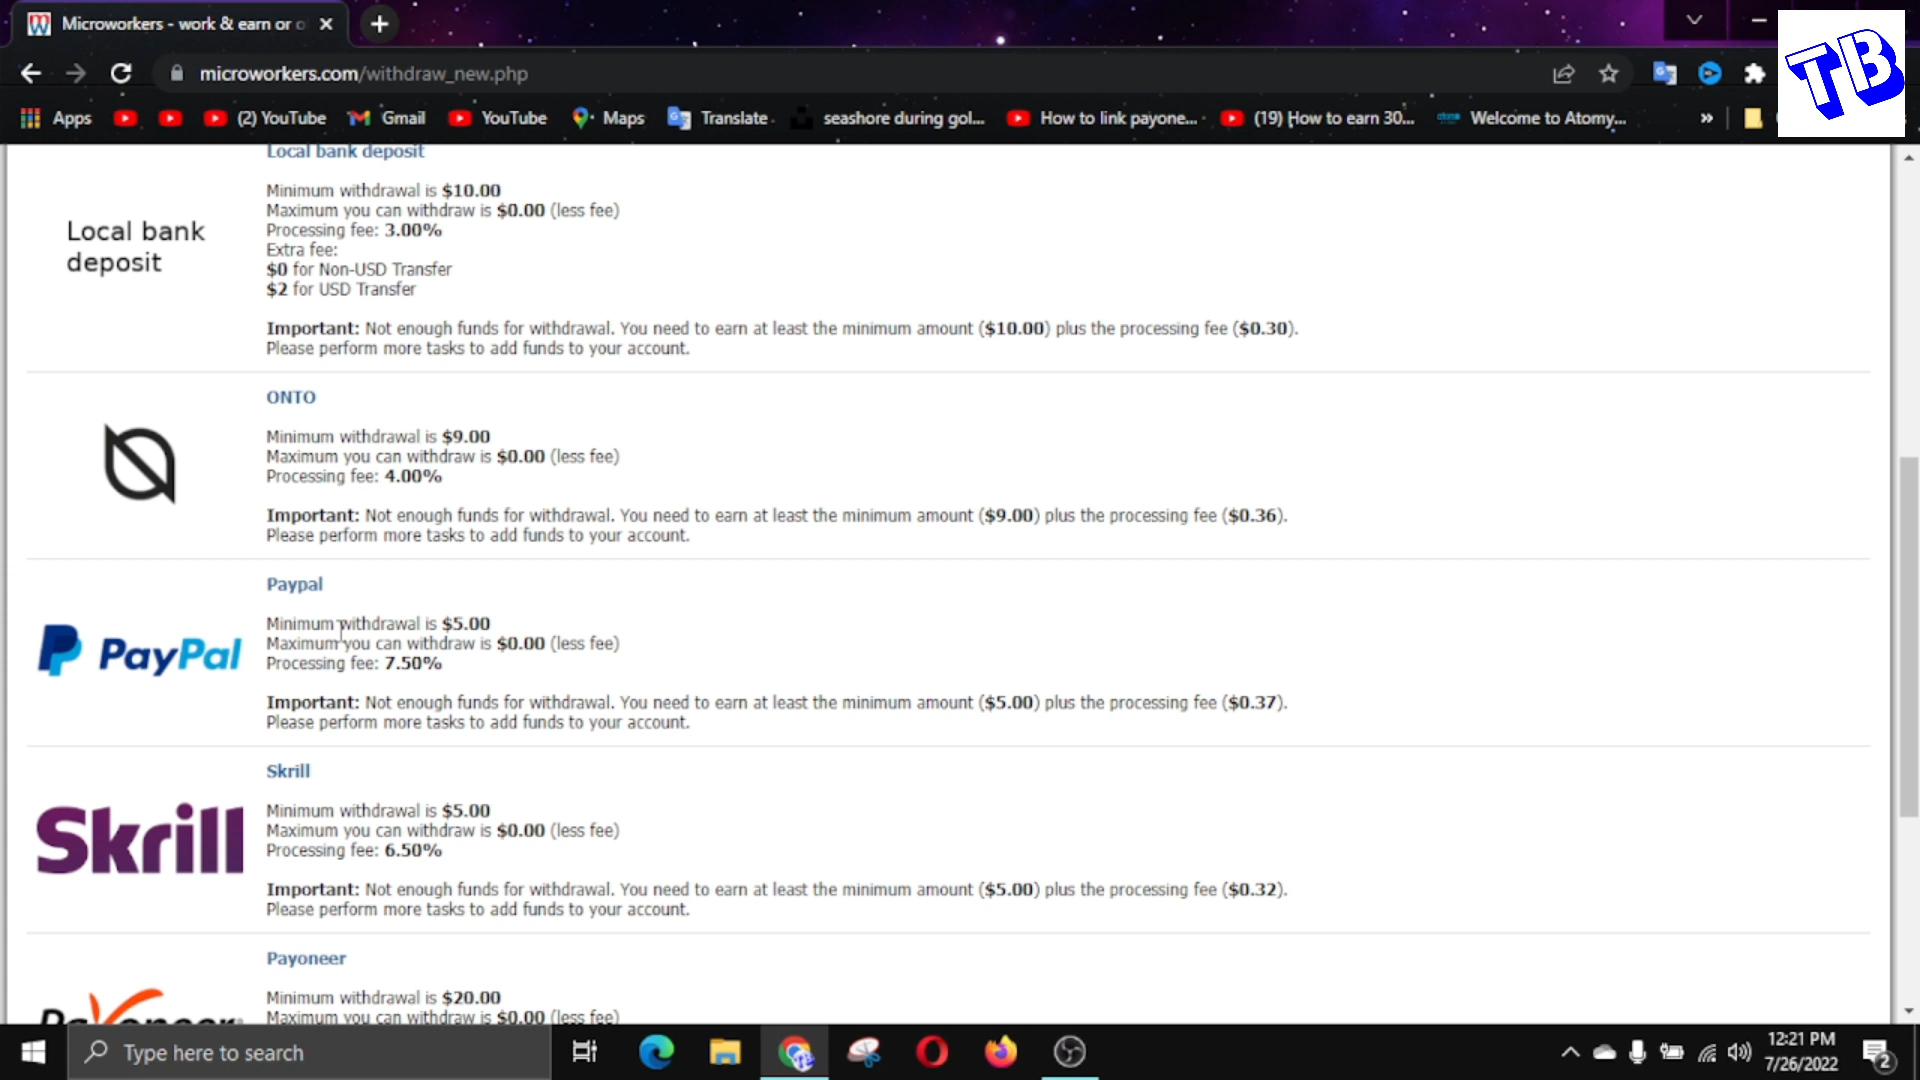 Microworkers - work & earn or o
microworkers.com/withdraw_new.php
TB
Apps
(2) YouTube
Gmail
YouTube
Maps
Translate
seashore during gol...
How to link payone...
(19) How to earn 30...
Welcome to Atomy,...
»
Local bank deposit
Local bank
deposit
Minimum withdrawal is $10.00
Maximum you can withdraw is $0.00 (less fee)
Processing fee: 3.00%
Extra fee:
$0 for Non-USD Transfer
$2 for USD Transfer
Important: Not enough funds for withdrawal. You need to earn at least the minimum amount ($10.00) plus the processing fee ($0.30).
Please perform more tasks to add funds to your account.
ONTO
Minimum withdrawal is $9.00
Maximum you can withdraw is $0.00 (less fee)
Processing fee: 4.00%
Important: Not enough funds for withdrawal. You need to earn at least the minimum amount ($9.00) plus the processing fee ($0.36).
Please perform more tasks to add funds to your account.
Paypal
PayPal
Minimum withdrawal is $5.00
Maximum you can withdraw is $0.00 (less fee)
Processing fee: 7.50%
Important: Not enough funds for withdrawal. You need to earn at least the minimum amount ($5.00) plus the processing fee ($0.37).
Please perform more tasks to add funds to your account.
Skrill
Skrill
Minimum withdrawal is $5.00
Maximum you can withdraw is $0.00 (less fee)
Processing fee: 6.50%
Important: Not enough funds for withdrawal. You need to earn at least the minimum amount ($5.00) plus the processing fee ($0.32).
Please perform more tasks to add funds to your account.
Payoneer
Payoneer
Minimum withdrawal is $20.00
Maximum you can withdraw is $0.00 (less fee)
Type here to search
12:21 PM
7/26/2022
2